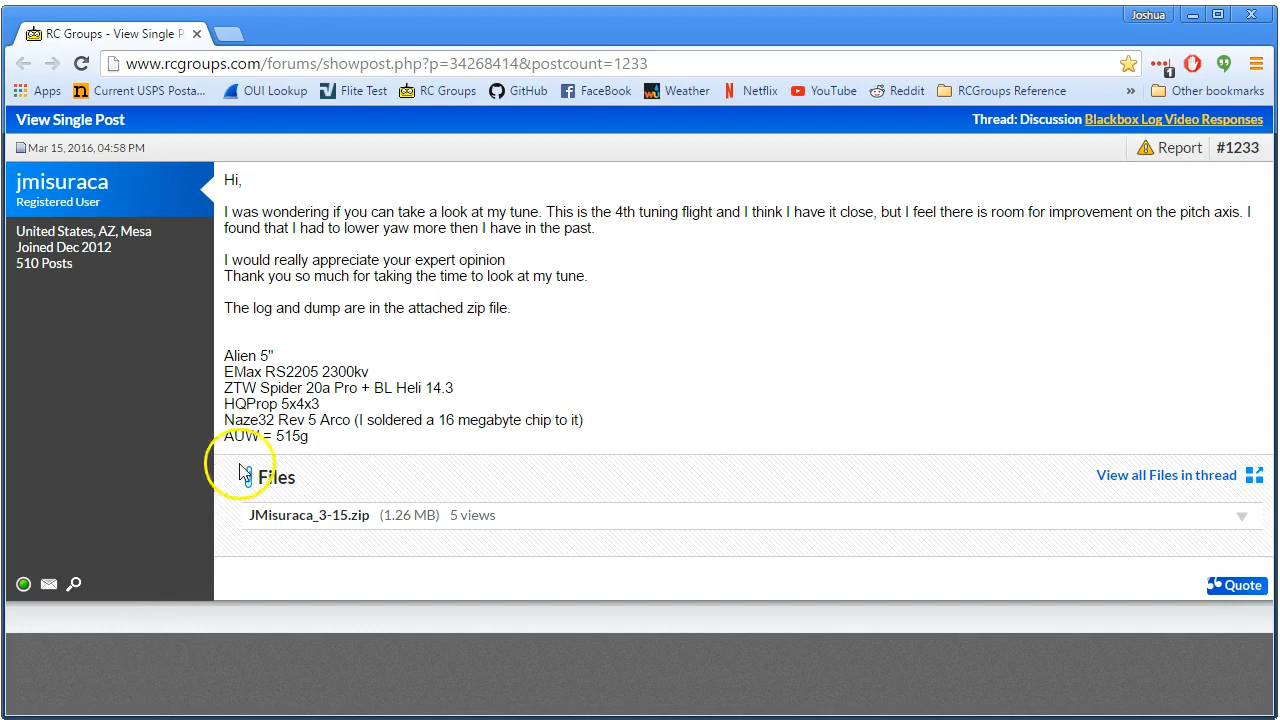 Joshua
RC Groups - View Single P
www.rcgroups.com/forums/showpost.php?p=34268414&postcount=1233
1
Apps
Current USPS Posta...
OUI Lookup
Flite Test
RC Groups
GitHub
FaceBook
Weather
Netflix
YouTube
Reddit
RCGroups Reference
»
Other bookmarks
View Single Post
Thread: Discussion Blackbox Log Video Responses
Mar 15, 2016, 04:58 PM
Report
#1233
jmisuraca
Registered User
United States, AZ, Mesa
Joined Dec 2012
510 Posts
Hi,
I was wondering if you can take a look at my tune. This is the 4th tuning flight and I think I have it close, but I feel there is room for improvement on the pitch axis. I
found that I had to lower yaw more then I have in the past.
I would really appreciate your expert opinion
Thank you so much for taking the time to look at my tune.
The log and dump are in the attached zip file.
Alien 5"
EMax RS2205 2300kv
ZTW Spider 20a Pro + BL Heli 14.3
HQProp 5x4x3
Naze32 Rev 5 Arco (I soldered a 16 megabyte chip to it)
AUW = 515g
Files
View all Files in thread
JMisuraca_3-15.zip (1.26 MB) 5 views
Quote